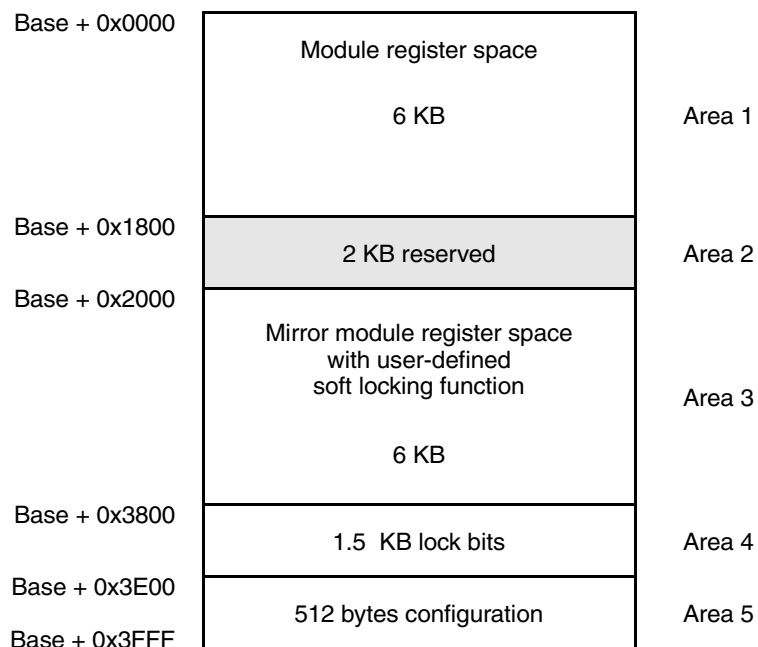 Base + 0x0000
Module register space
6 KB
Area 1
Base + 0x1800
2 KB reserved
Area 2
Base + 0x2000
Mirror module register space
with user-defined
soft locking function
Area 3
6 KB
Base + 0x3800
1.5 KB lock bits
Area 4
Base + 0x3E00
512 bytes configuration
Area 5
Base + 0x3FFF